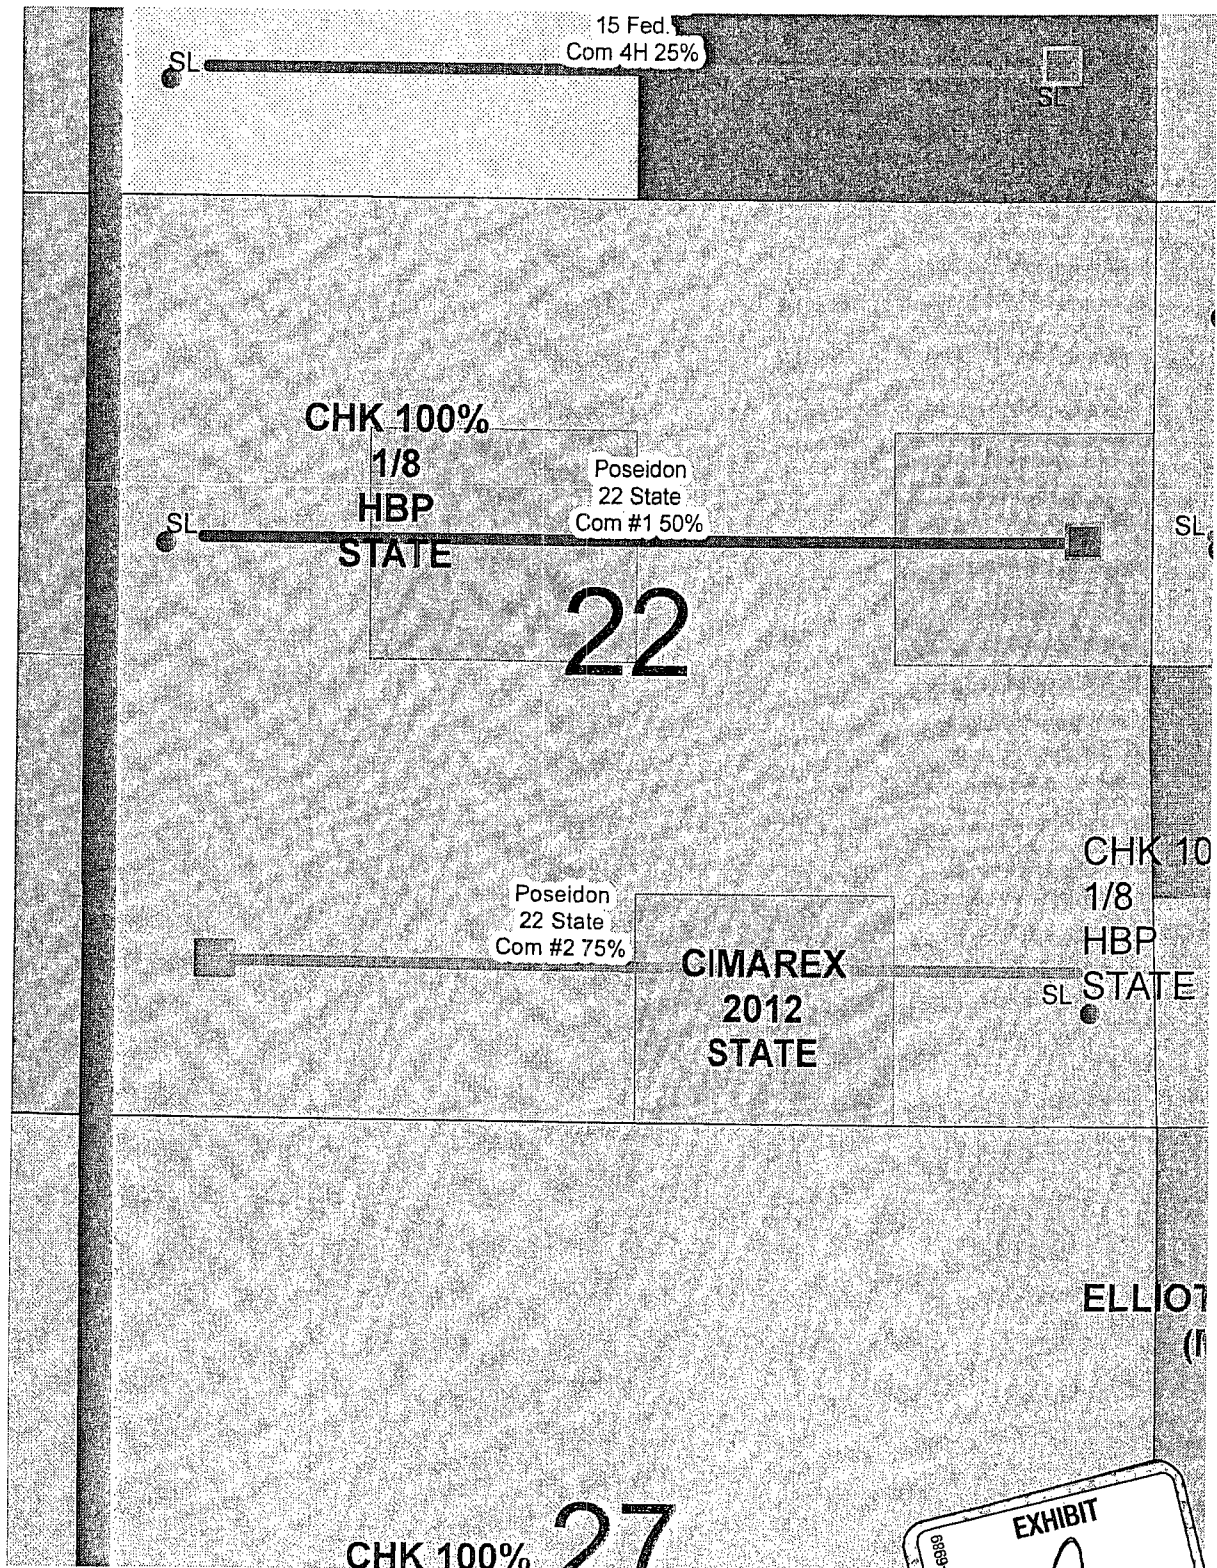 15 Fed.
Com 4H 25%
SL
SL
CHK 100%
1/8
HBP
STATE
Poseidon
22 State
Com #1 50%
SL
SL
22
CHK 10
1/8
HBP
STATE
SL
Poseidon
22 State
Com #2 75%
CIMAREX
2012
STATE
ELLIOT
27
CHK 100%
EXHIBIT